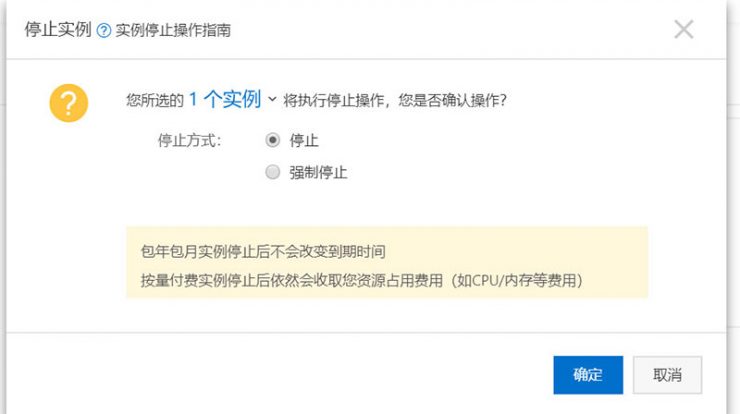 停止实例 ? 实例停止操作指南
?
您所选的 1 个实例 将执行停止操作，您是否确认操作？
停止方式： 停止
强制停止
包年包月实例停止后不会改变到期时间
按量付费实例停止后依然会收取您资源占用费用（如CPU/内存等费用）
确定 取消